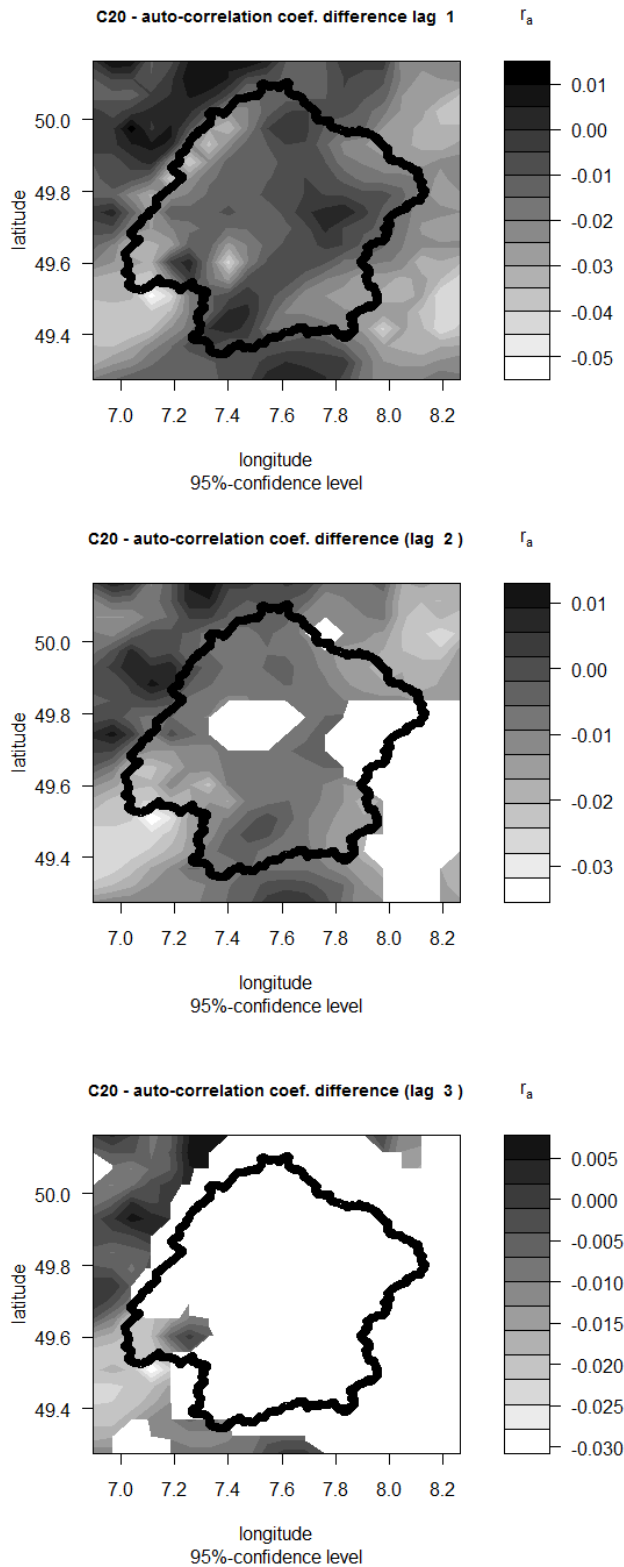 C20 - auto-correlation coef. difference lag  1
rₐ
50.0
49.8
49.6
49.4
latitude
7.0 7.2 7.4 7.6 7.8 8.0 8.2
longitude
95%-confidence level
0.01
0.00
-0.01
-0.02
-0.03
-0.04
-0.05
C20 - auto-correlation coef. difference (lag  2 )
rₐ
50.0
49.8
49.6
49.4
latitude
7.0 7.2 7.4 7.6 7.8 8.0 8.2
longitude
95%-confidence level
0.01
0.00
-0.01
-0.02
-0.03
C20 - auto-correlation coef. difference (lag  3 )
rₐ
50.0
49.8
49.6
49.4
latitude
7.0 7.2 7.4 7.6 7.8 8.0 8.2
longitude
95%-confidence level
0.005
0.000
-0.005
-0.010
-0.015
-0.020
-0.025
-0.030